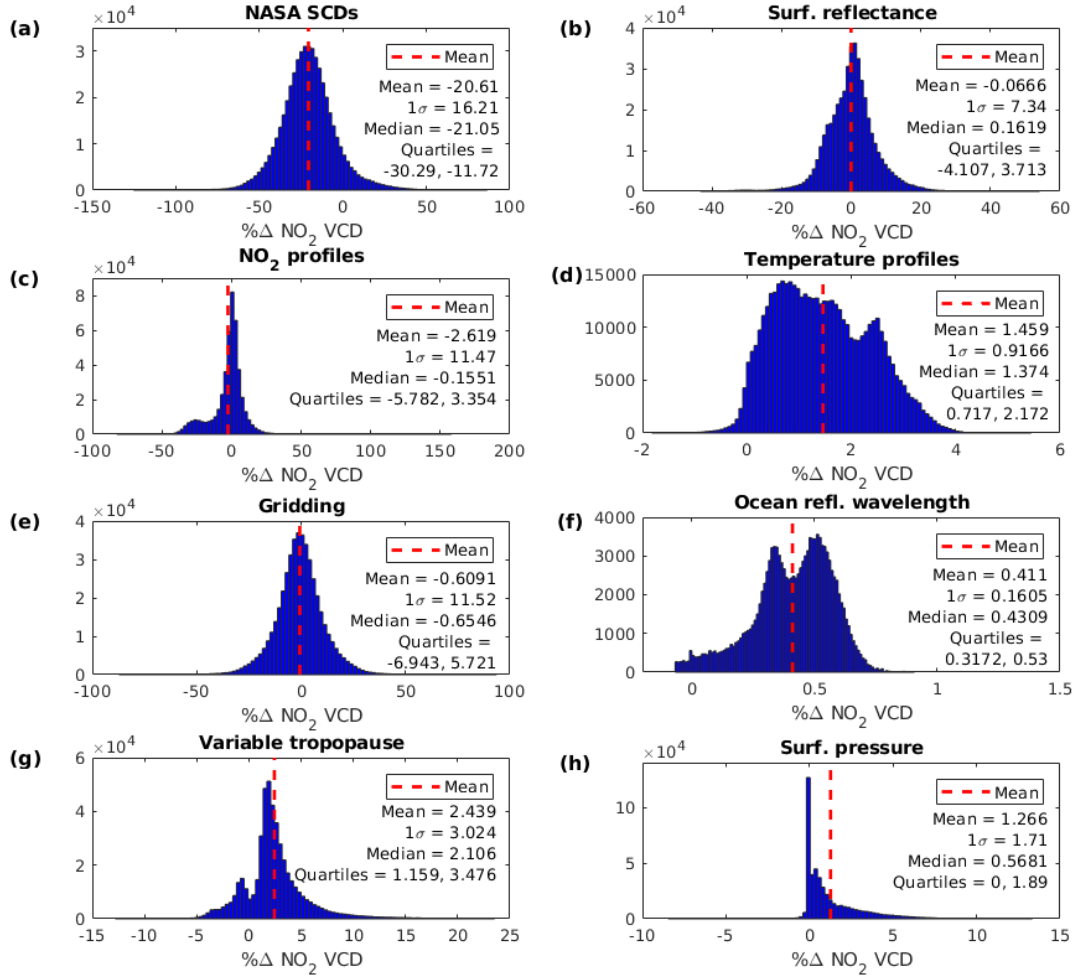 (a)
NASA SCDs
×10⁴
3
2
1
0
-150
-100
-50
0
50
100
%Δ NO₂ VCD
Mean
Mean = -20.61
1σ = 16.21
Median = -21.05
Quartiles =
-30.29, -11.72
(b)
Surf. reflectance
×10⁴
4
3
2
1
0
-60
-40
-20
0
20
40
60
%Δ NO₂ VCD
Mean
Mean = -0.0666
1σ = 7.34
Median = 0.1619
Quartiles =
-4.107, 3.713
(c)
NO₂ profiles
×10⁴
8
6
4
2
0
-100
-50
0
50
100
150
200
%Δ NO₂ VCD
Mean
Mean = -2.619
1σ = 11.47
Median = -0.1551
Quartiles = -5.782, 3.354
(d)
Temperature profiles
15000
10000
5000
0
-2
0
2
4
6
%Δ NO₂ VCD
Mean
Mean = 1.459
1σ = 0.9166
Median = 1.374
Quartiles =
0.717, 2.172
(e)
Gridding
×10⁴
4
3
2
1
0
-100
-50
0
50
100
%Δ NO₂ VCD
Mean
Mean = -0.6091
1σ = 11.52
Median = -0.6546
Quartiles =
-6.943, 5.721
(f)
Ocean refl. wavelength
4000
3000
2000
1000
0
0
0.5
1
1.5
%Δ NO₂ VCD
Mean
Mean = 0.411
1σ = 0.1605
Median = 0.4309
Quartiles =
0.3172, 0.53
(g)
Variable tropopause
×10⁴
6
4
2
0
-15
-10
-5
0
5
10
15
20
25
%Δ NO₂ VCD
Mean
Mean = 2.439
1σ = 3.024
Median = 2.106
Quartiles = 1.159, 3.476
(h)
Surf. pressure
×10⁴
10
5
0
-10
-5
0
5
10
15
%Δ NO₂ VCD
Mean
Mean = 1.266
1σ = 1.71
Median = 0.5681
Quartiles = 0, 1.89